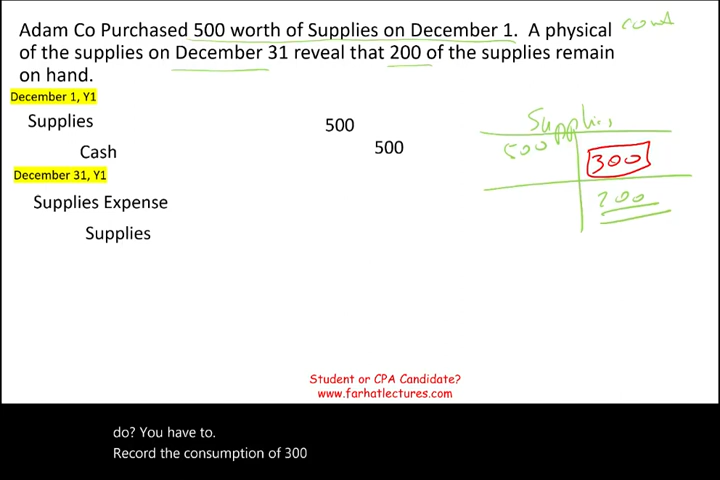 Adam Co Purchased 500 worth of Supplies on December 1. A physical count
of the supplies on December 31 reveal that 200 of the supplies remain
on hand.
December 1, Y1
Supplies 500
Cash 500
December 31, Y1
Supplies Expense
Supplies
Supplies
500 300
200
Student or CPA Candidate?
www.farhatlectures.com
do? You have to.
Record the consumption of 300